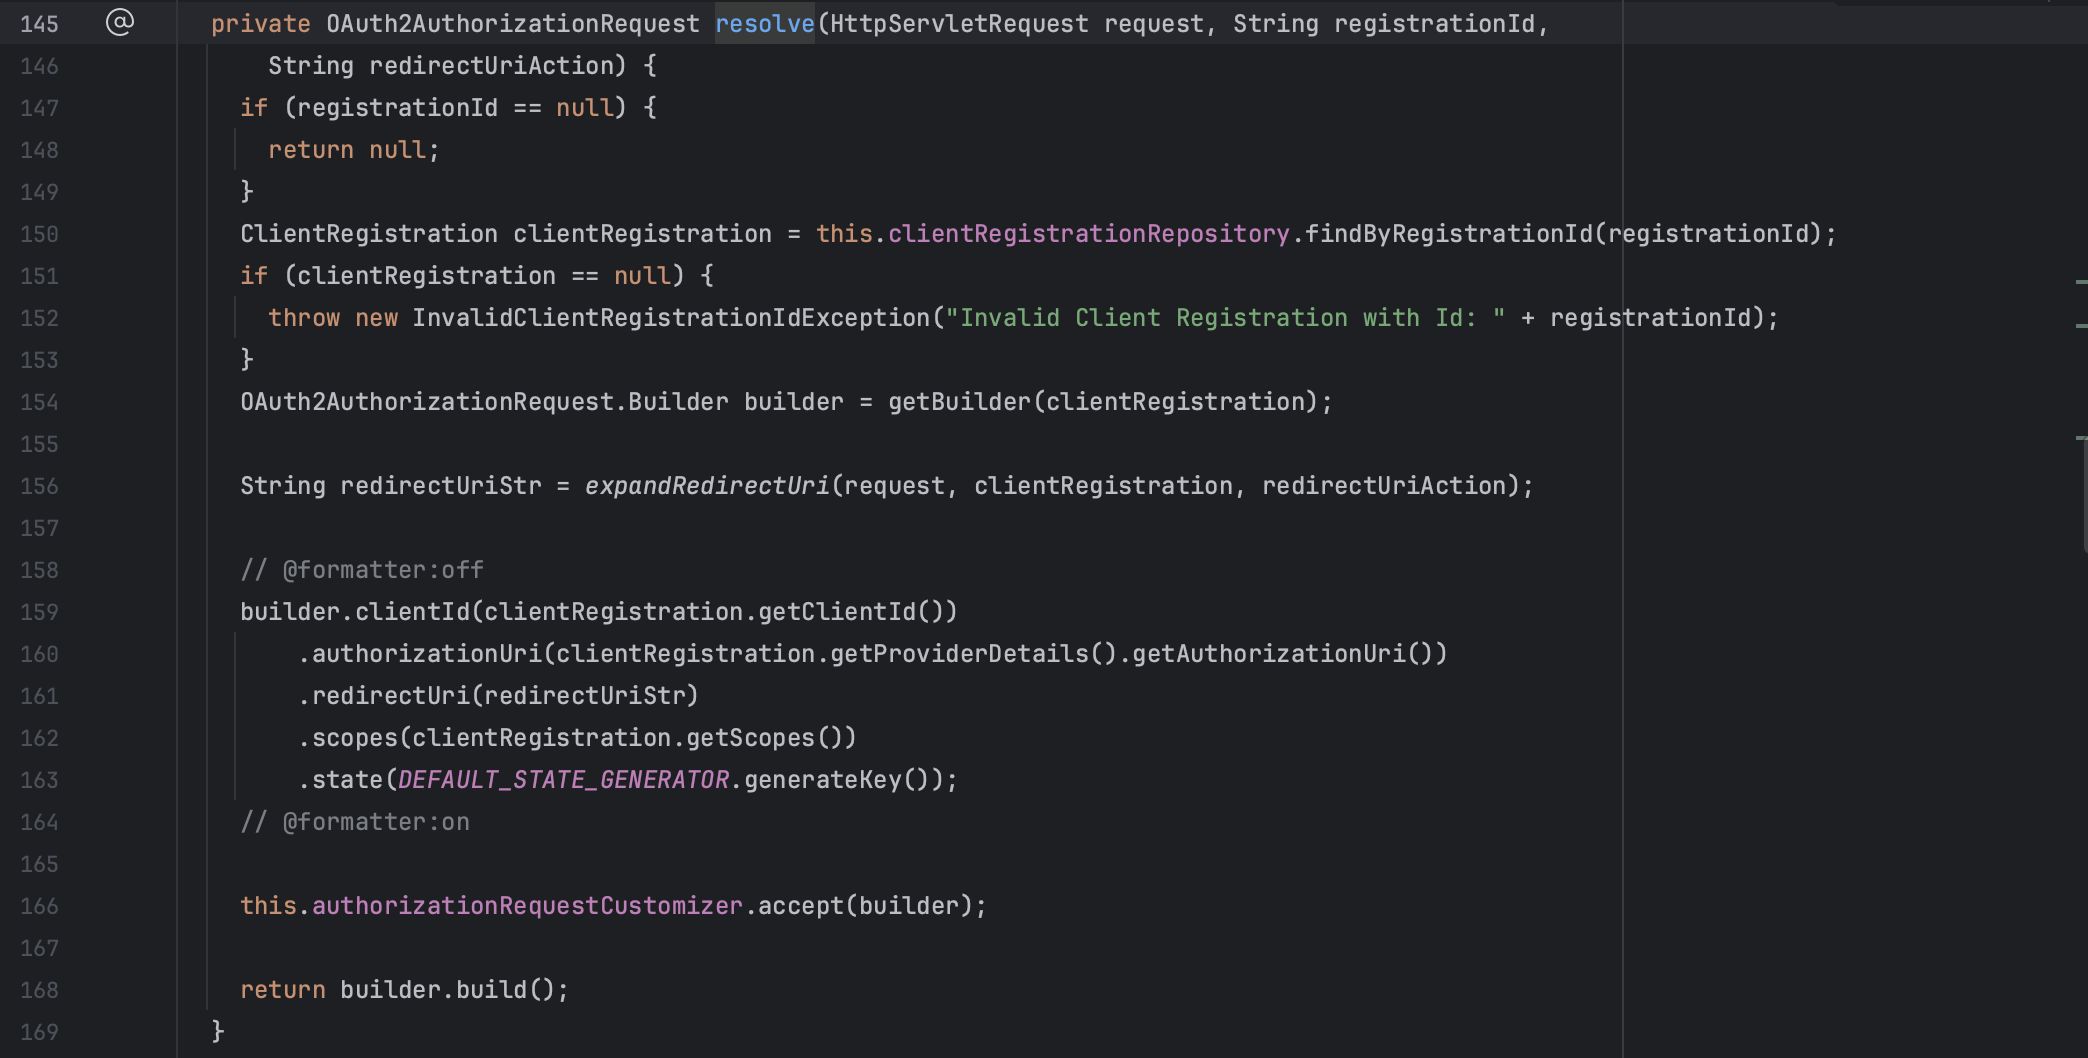 145 @ private OAuth2AuthorizationRequest resolve(HttpServletRequest request, String registrationId,
146 String redirectUriAction) {
147 if (registrationId == null) {
148 return null;
149 }
150 ClientRegistration clientRegistration = this.clientRegistrationRepository.findByRegistrationId(registrationId);
151 if (clientRegistration == null) {
152 throw new InvalidClientRegistrationIdException("Invalid Client Registration with Id: " + registrationId);
153 }
154 OAuth2AuthorizationRequest.Builder builder = getBuilder(clientRegistration);
155
156 String redirectUriStr = expandRedirectUri(request, clientRegistration, redirectUriAction);
157
158 // @formatter:off
159 builder.clientId(clientRegistration.getClientId())
160 .authorizationUri(clientRegistration.getProviderDetails().getAuthorizationUri())
161 .redirectUri(redirectUriStr)
162 .scopes(clientRegistration.getScopes())
163 .state(DEFAULT_STATE_GENERATOR.generateKey());
164 // @formatter:on
165
166 this.authorizationRequestCustomizer.accept(builder);
167
168 return builder.build();
169 }